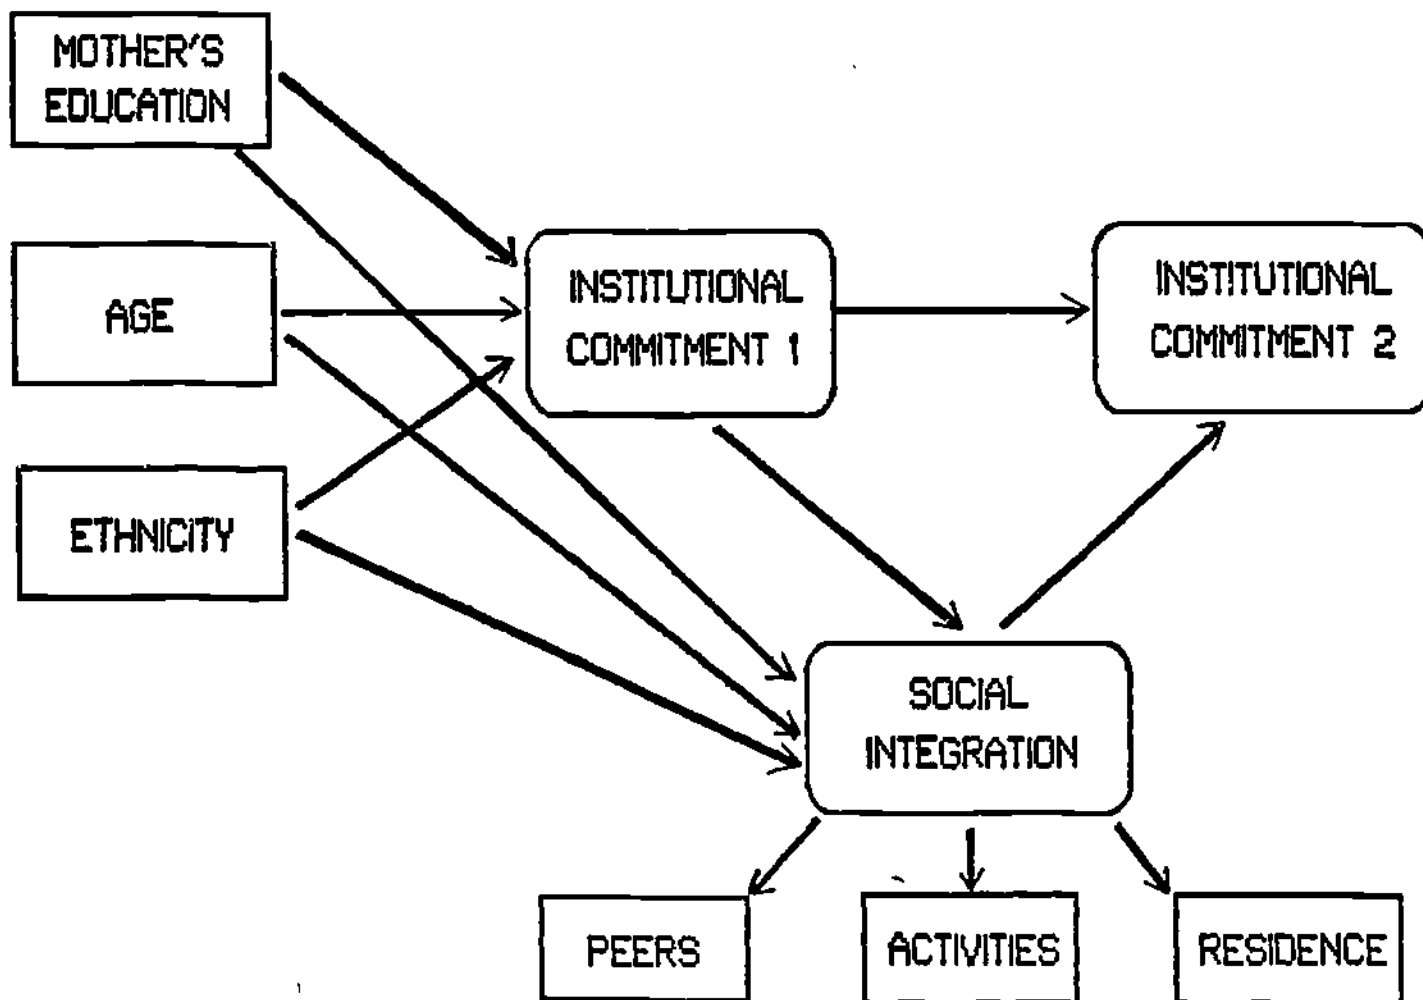 MOTHER'S
EDUCATION
AGE
ETHNICITY
INSTITUTIONAL
COMMITMENT 1
INSTITUTIONAL
COMMITMENT 2
SOCIAL
INTEGRATION
PEERS
ACTIVITIES
RESIDENCE